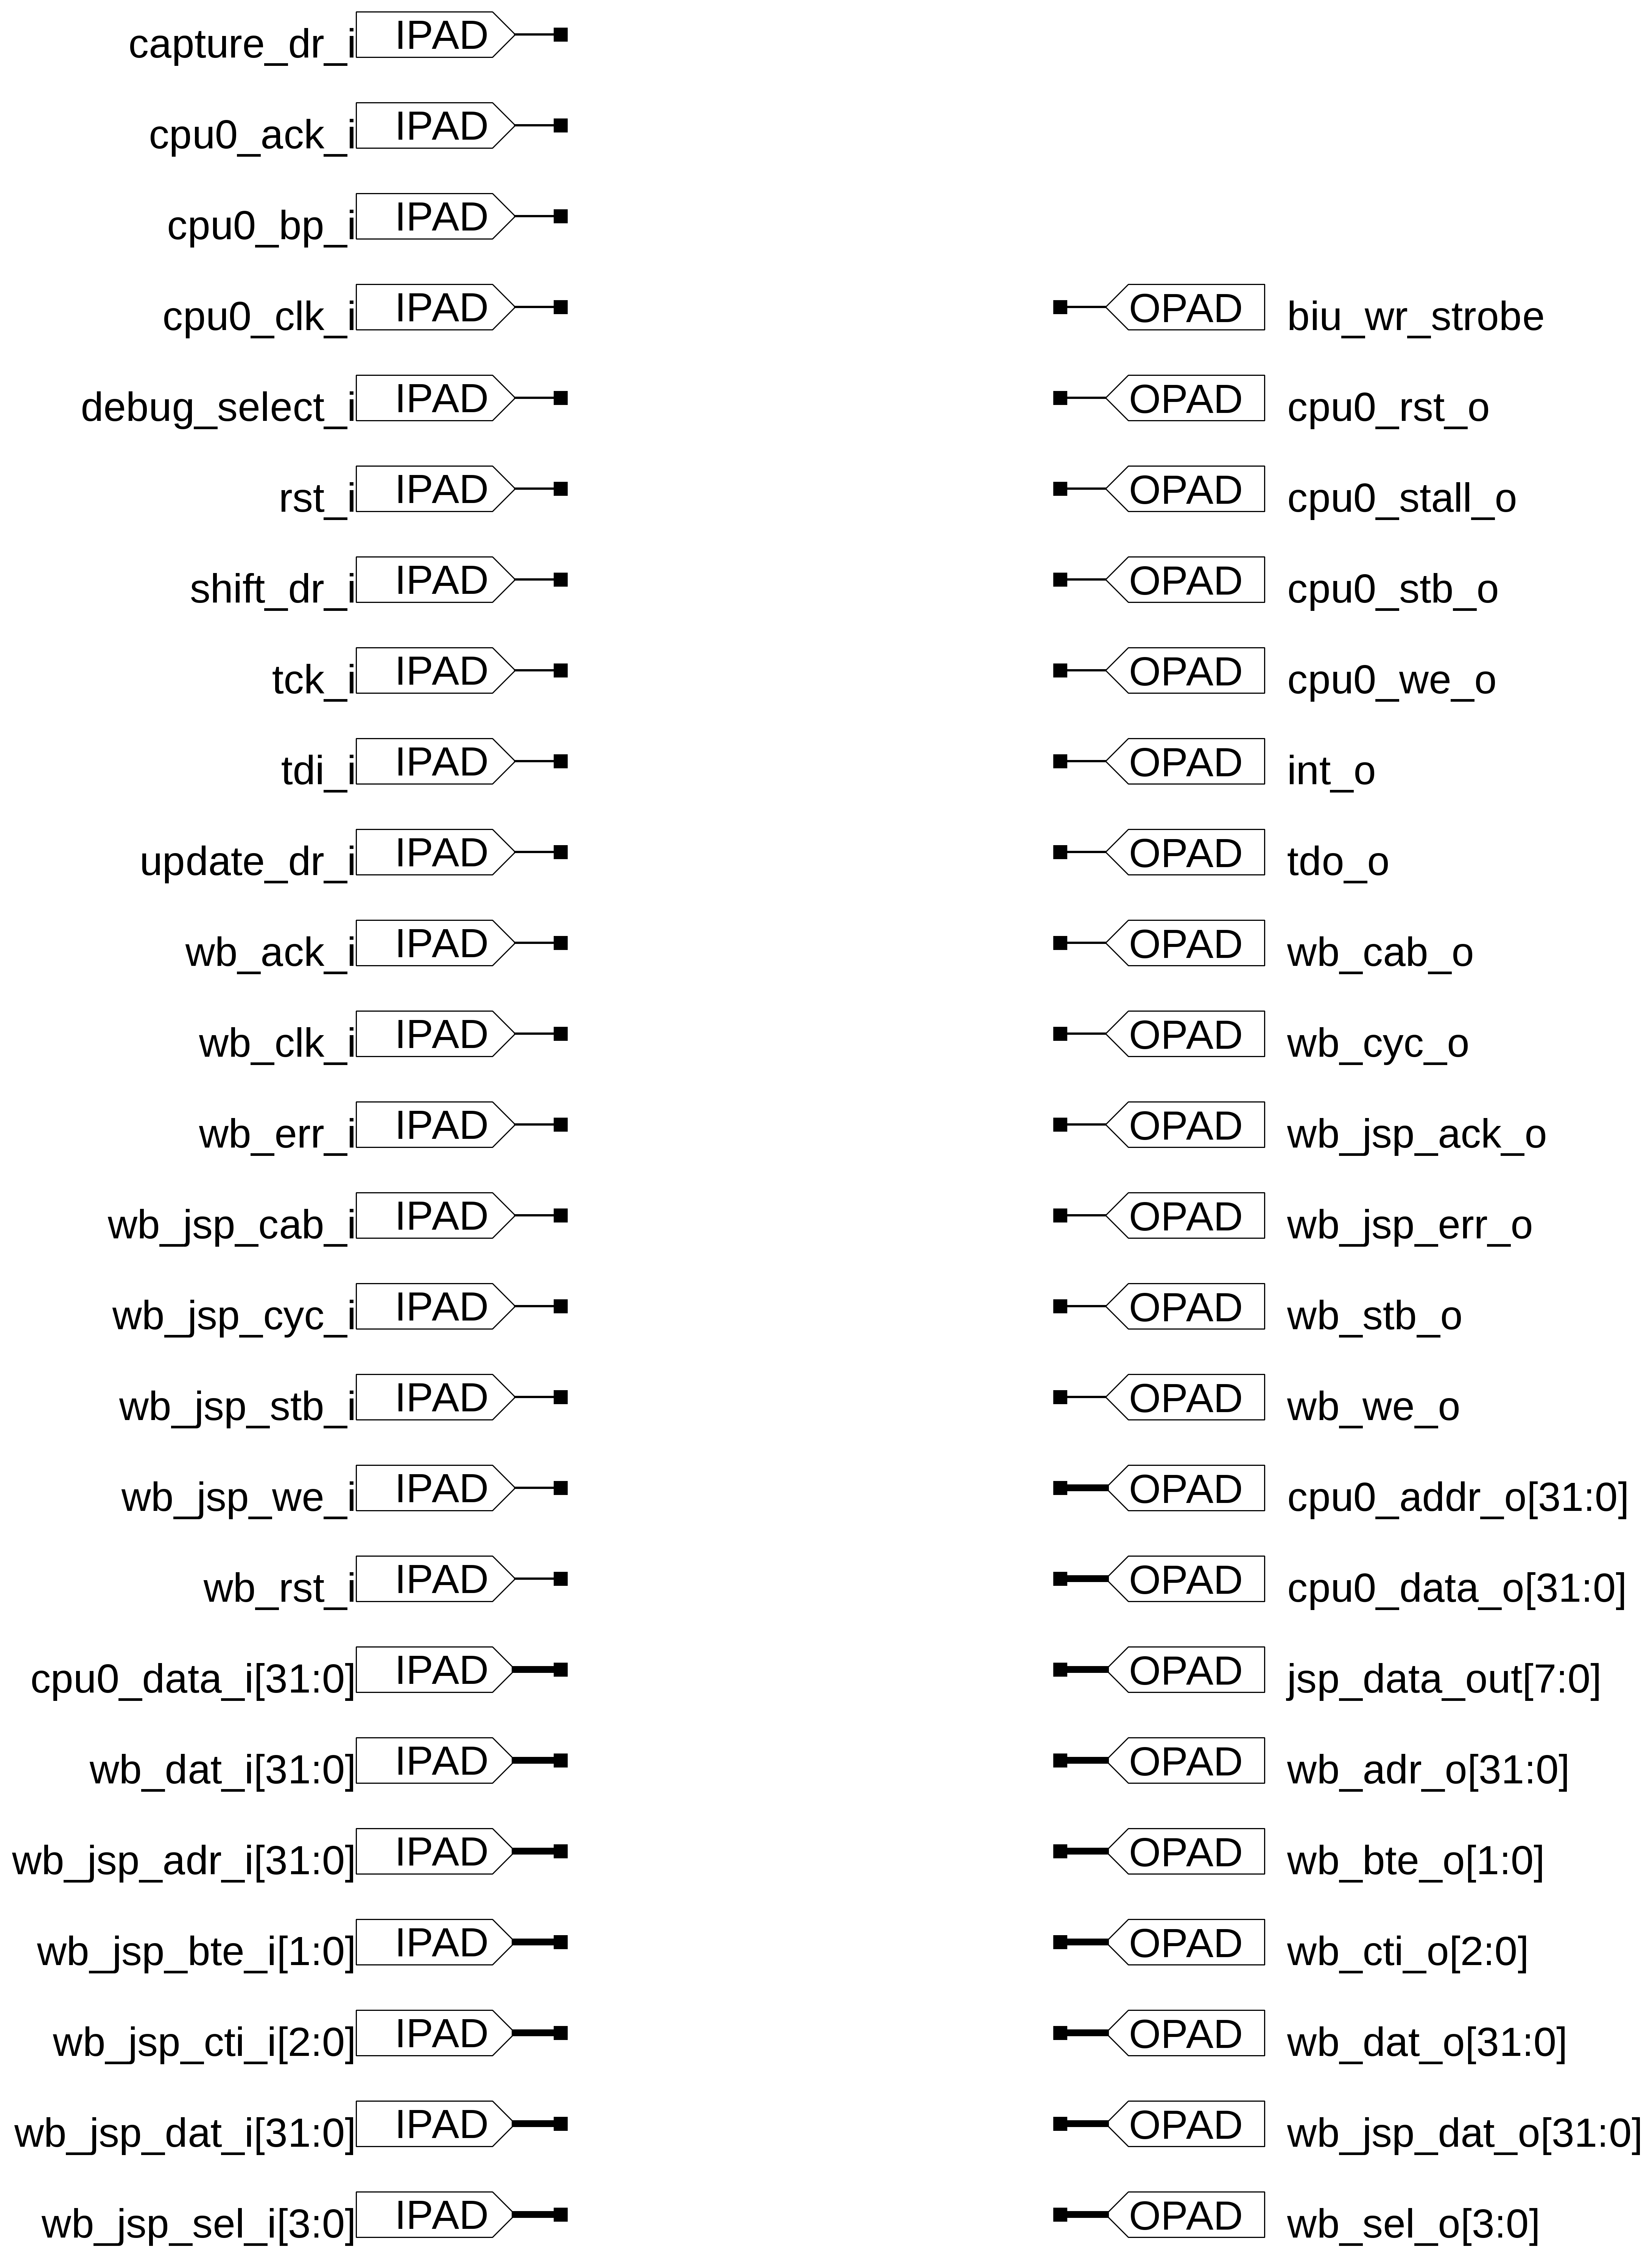 capture_dr_i IPAD
cpu0_ack_i IPAD
cpu0_bp_i IPAD
cpu0_clk_i IPAD OPAD biu_wr_strobe
debug_select_i IPAD OPAD cpu0_rst_o
rst_i IPAD OPAD cpu0_stall_o
shift_dr_i IPAD OPAD cpu0_stb_o
tck_i IPAD OPAD cpu0_we_o
tdi_i IPAD OPAD int_o
update_dr_i IPAD OPAD tdo_o
wb_ack_i IPAD OPAD wb_cab_o
wb_clk_i IPAD OPAD wb_cyc_o
wb_err_i IPAD OPAD wb_jsp_ack_o
wb_jsp_cab_i IPAD OPAD wb_jsp_err_o
wb_jsp_cyc_i IPAD OPAD wb_stb_o
wb_jsp_stb_i IPAD OPAD wb_we_o
wb_jsp_we_i IPAD OPAD cpu0_addr_o[31:0]
wb_rst_i IPAD OPAD cpu0_data_o[31:0]
cpu0_data_i[31:0] IPAD OPAD jsp_data_out[7:0]
wb_dat_i[31:0] IPAD OPAD wb_adr_o[31:0]
wb_jsp_adr_i[31:0] IPAD OPAD wb_bte_o[1:0]
wb_jsp_bte_i[1:0] IPAD OPAD wb_cti_o[2:0]
wb_jsp_cti_i[2:0] IPAD OPAD wb_dat_o[31:0]
wb_jsp_dat_i[31:0] IPAD OPAD wb_jsp_dat_o[31:0]
wb_jsp_sel_i[3:0] IPAD OPAD wb_sel_o[3:0]